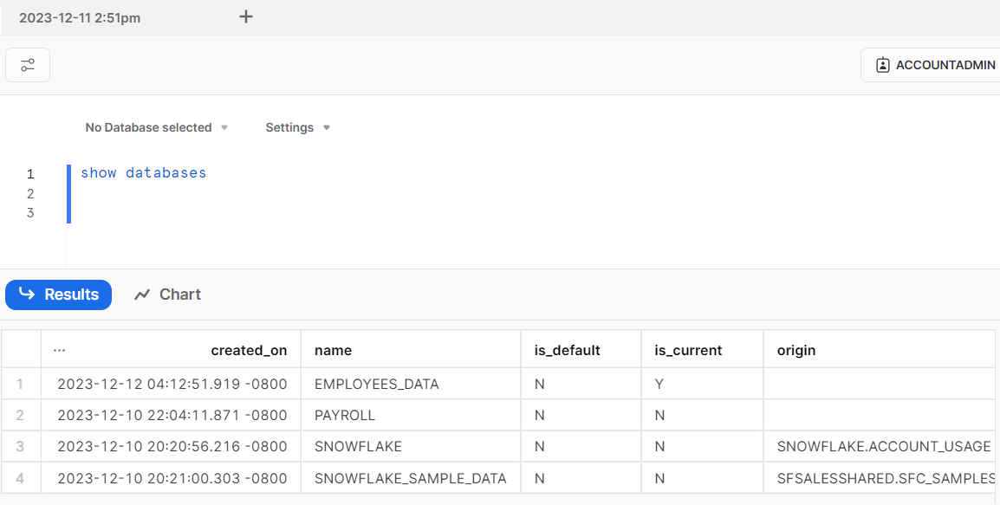 2023-12-11 2:51pm +
ACCOUNTADMIN
No Database selected Settings
1 show databases
2
3
Results Chart
... created_on name is_default is_current origin
1 2023-12-12 04:12:51.919 -0800 EMPLOYEES_DATA N Y
2 2023-12-10 22:04:11.871 -0800 PAYROLL N N
3 2023-12-10 20:20:56.216 -0800 SNOWFLAKE N N SNOWFLAKE.ACCOUNT_USAGE
4 2023-12-10 20:21:00.303 -0800 SNOWFLAKE_SAMPLE_DATA N N SFSALESSHARED.SFC_SAMPLES